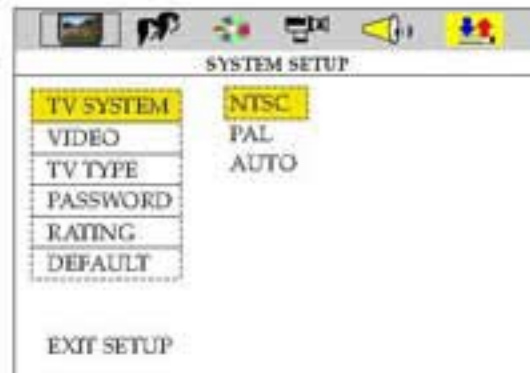 SYSTEM SETUP
TV SYSTEM NTSC
VIDEO PAL
TV TYPE AUTO
PASSWORD
RATING
DEFAULT
EXIT SETUP